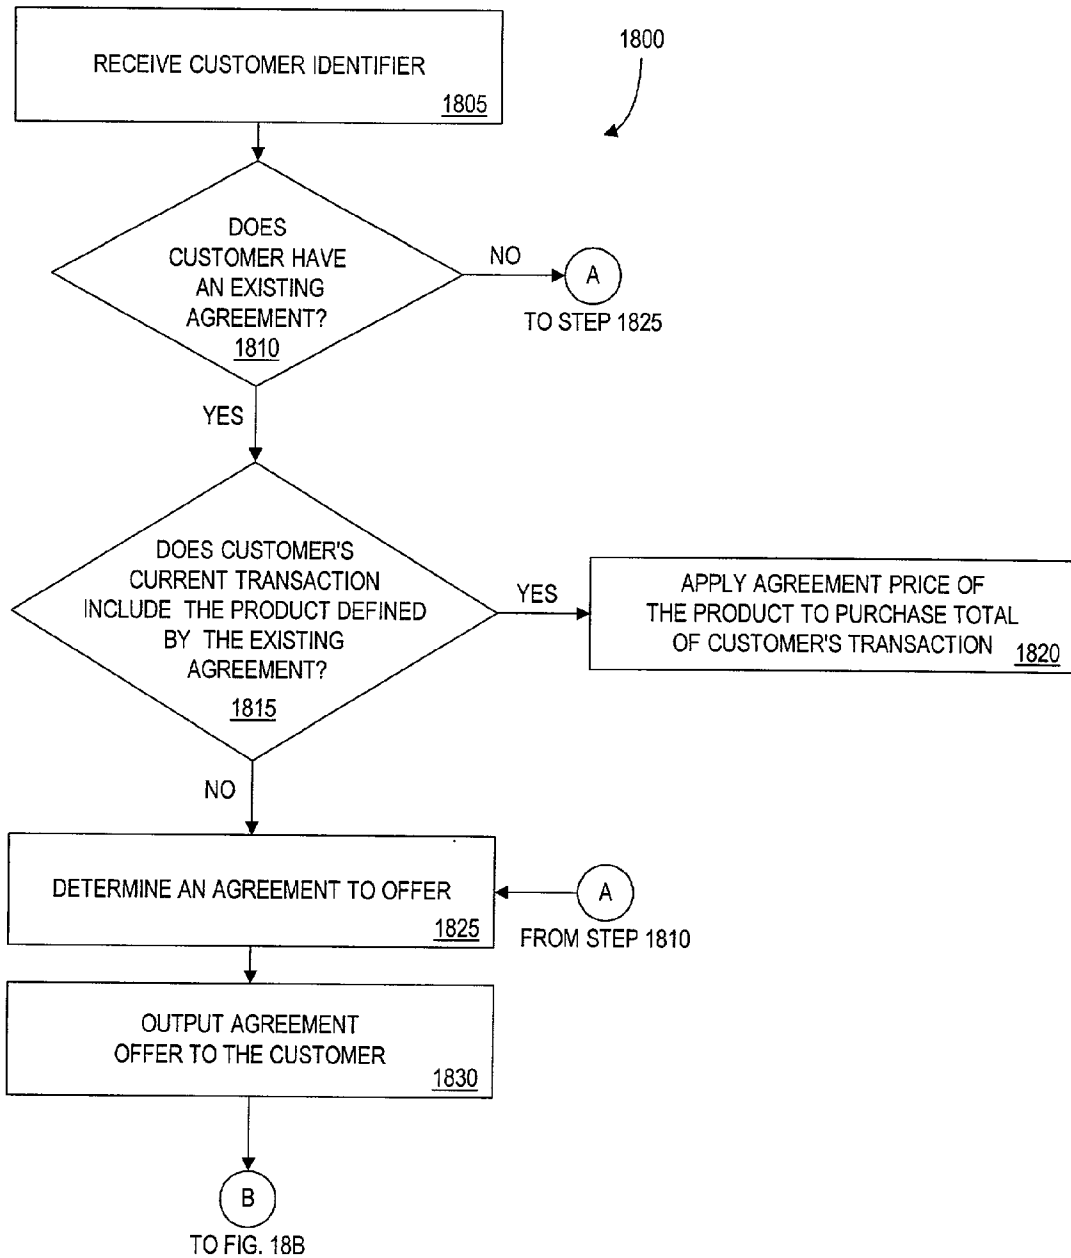 1800
RECEIVE CUSTOMER IDENTIFIER
1805
DOES
CUSTOMER HAVE
AN EXISTING
AGREEMENT?
1810
NO
A
TO STEP 1825
YES
DOES CUSTOMER'S
CURRENT TRANSACTION
INCLUDE THE PRODUCT DEFINED
BY THE EXISTING
AGREEMENT?
1815
YES
APPLY AGREEMENT PRICE OF
THE PRODUCT TO PURCHASE TOTAL
OF CUSTOMER'S TRANSACTION
1820
NO
DETERMINE AN AGREEMENT TO OFFER
1825
A
FROM STEP 1810
OUTPUT AGREEMENT
OFFER TO THE CUSTOMER
1830
B
TO FIG. 18B